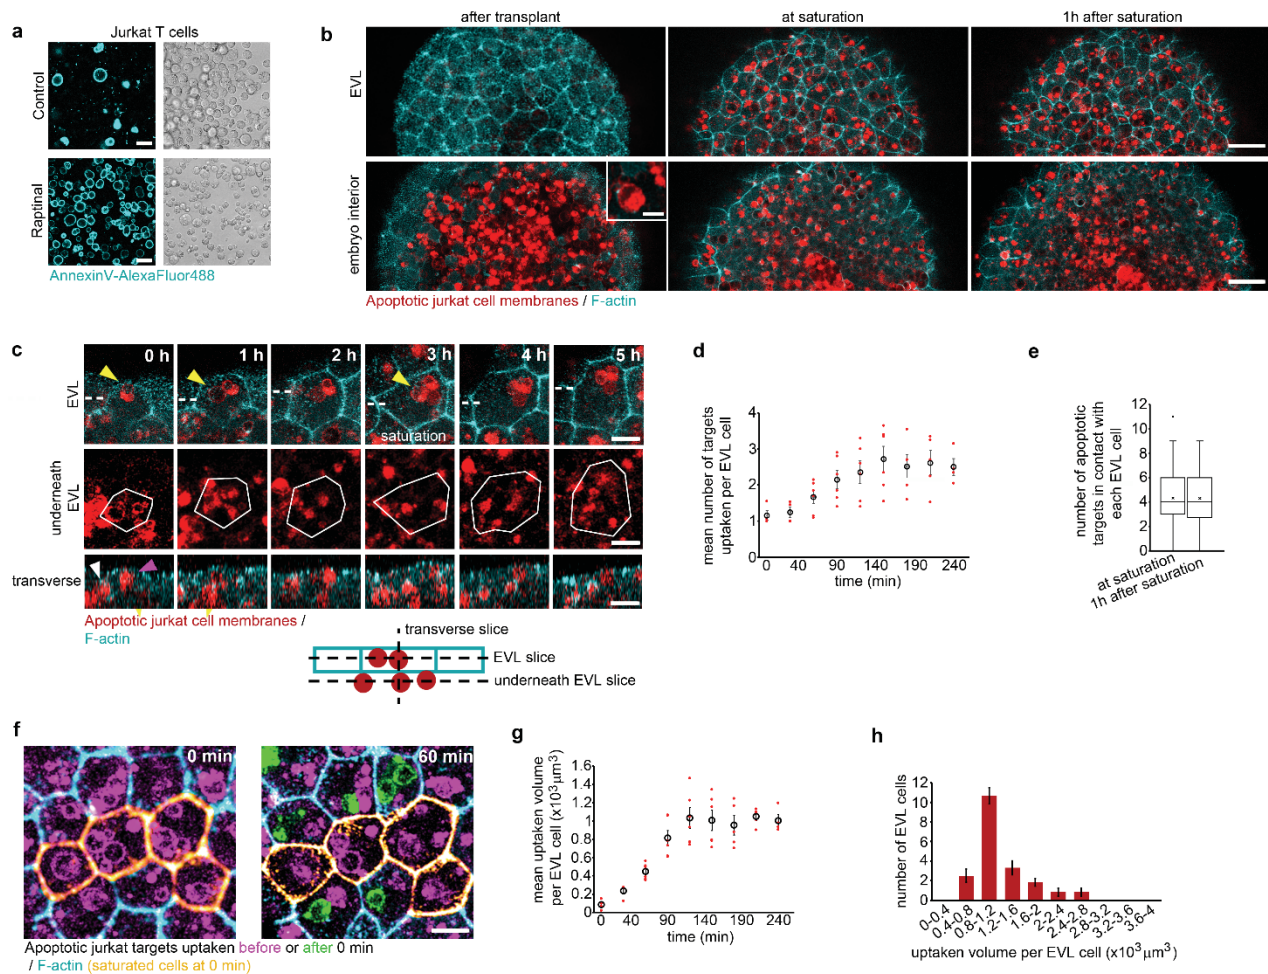 a
Jurkat T cells
Control
Raptinal
AnnexinV-AlexaFluor488
b
after transplant
at saturation
1h after saturation
EVL
embryo interior
Apoptotic jurkat cell membranes / F-actin
c
0 h
1 h
2 h
3 h
4 h
5 h
EVL
saturation
underneath
EVL
transverse
Apoptotic jurkat cell membranes /
F-actin
transverse slice
EVL slice
underneath EVL slice
d
mean number of targets
uptaken per EVL cell
4
3
2
1
0
0 40 90 140 190 240
time (min)
e
number of apoptotic
targets in contact with
each EVL cell
12
10
8
6
4
2
0
at saturation
1h after saturation
f
0 min
60 min
Apoptotic jurkat targets uptaken before or after 0 min
/ F-actin (saturated cells at 0 min)
g
mean uptaken volume
per EVL cell (x10³μm³)
1.6
1.4
1.2
1
0.8
0.6
0.4
0.2
0
0 40 90 140 190 240
time (min)
h
number of EVL cells
12
10
8
6
4
2
0
0-0.4
0.4-0.8
0.8-1.2
1.2-1.6
1.6-2
2-2.4
2.4-2.8
2.8-3.2
3.2-3.6
3.6-4
uptaken volume per EVL cell (x10³μm³)